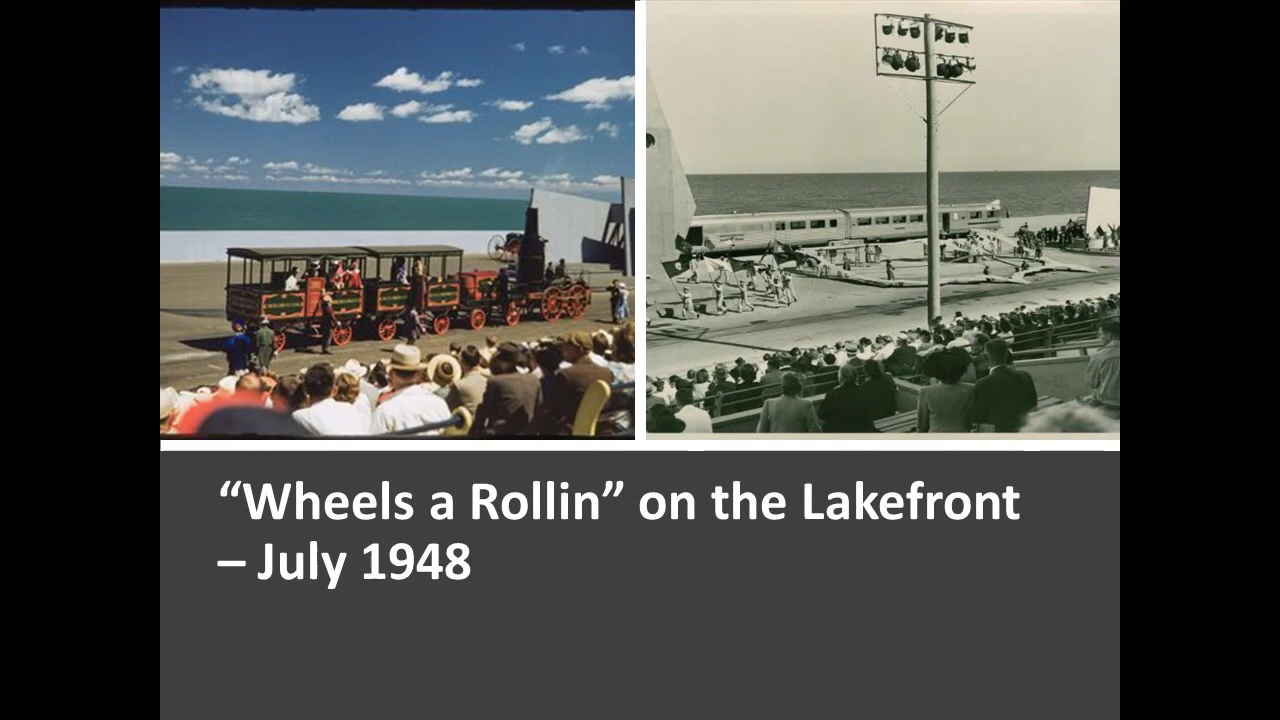 “Wheels a Rollin” on the Lakefront
– July 1948